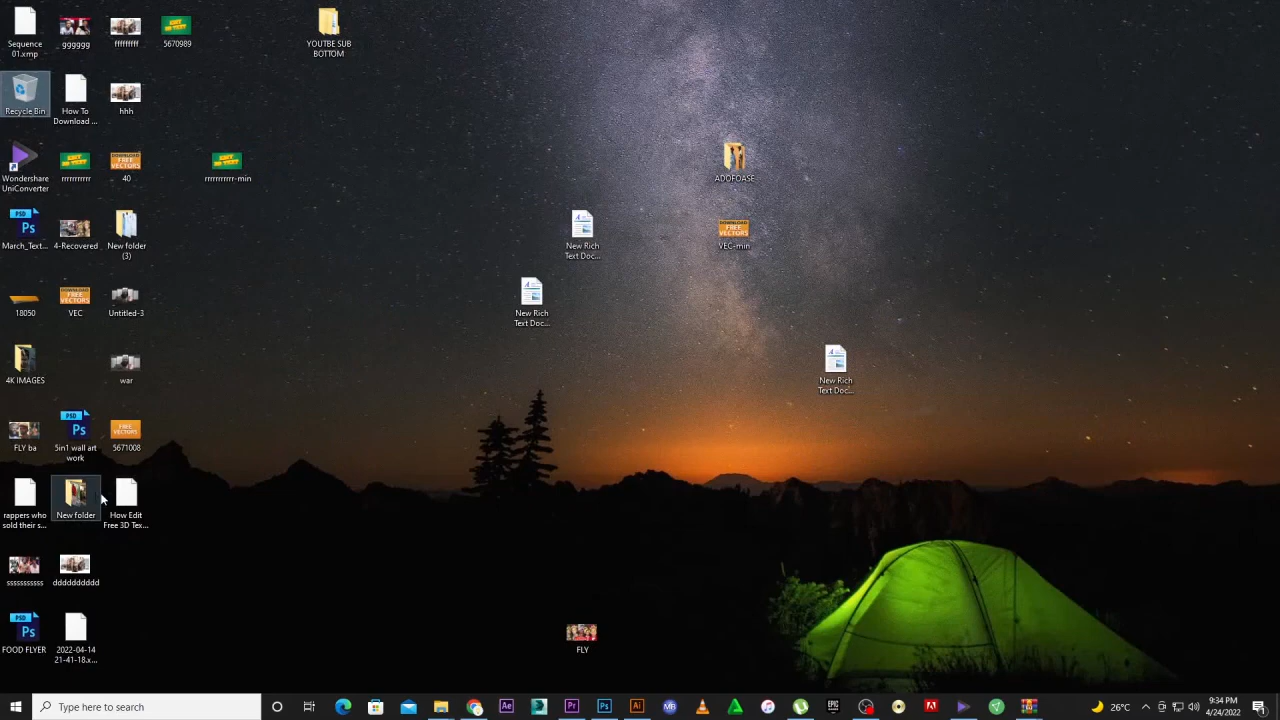 Sequence
01.xmp
gggggg
fffffffff
5670989
YOUTBE SUB
BOTTOM
Recycle Bin
How To
Download ...
hhh
Wondershare
UniConverter
rrrrrrrrrr
40
rrrrrrrrrr-min
ADOFOASE
March_Text...
4-Recovered
New folder
(3)
New Rich
Text Doc...
VEC-min
18050
VEC
Untitled-3
New Rich
Text Doc...
4K IMAGES
war
New Rich
Text Doc...
FLY ba
5in1 wall art
work
5671008
rappers who
sold their s...
New folder
How Edit
Free 3D Tex...
sssssssssss
dddddddddd
FOOD FLYER
2022-04-14
21-41-18.x...
FLY
Type here to search
26°C
9:34 PM
4/24/2022